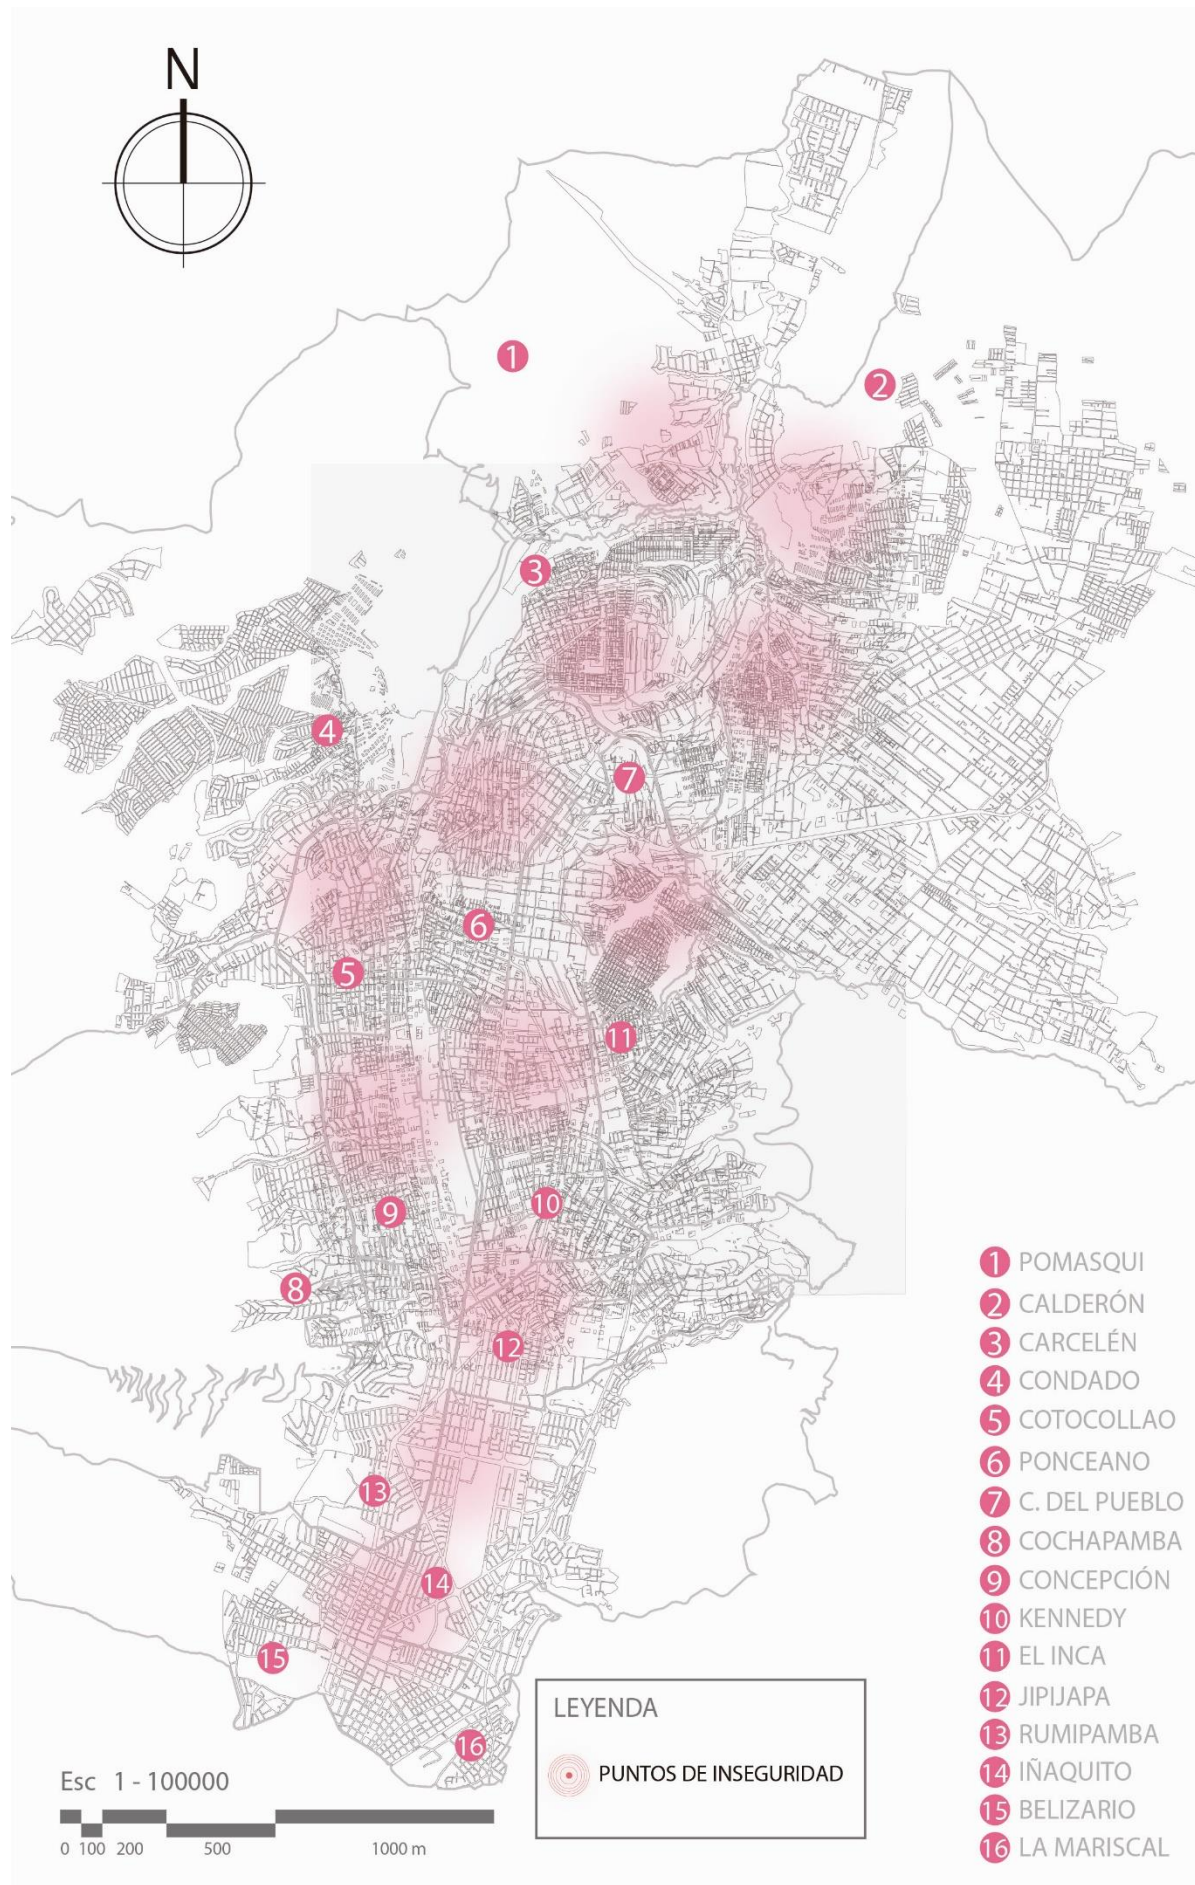 N
1
2
3
4
7
6
5
11
10
9
8
12
13
14
15
16
1 POMASQUI
2 CALDERÓN
3 CARCELÉN
4 CONDADO
5 COTOCOLLAO
6 PONCEANO
7 C. DEL PUEBLO
8 COCHAPAMBA
9 CONCEPCIÓN
10 KENNEDY
11 EL INCA
12 JIPIJAPA
13 RUMIPAMBA
14 IÑAQUITO
15 BELIZARIO
16 LA MARISCAL
LEYENDA
PUNTOS DE INSEGURIDAD
Esc 1 - 100000
0 100 200 500 1000 m